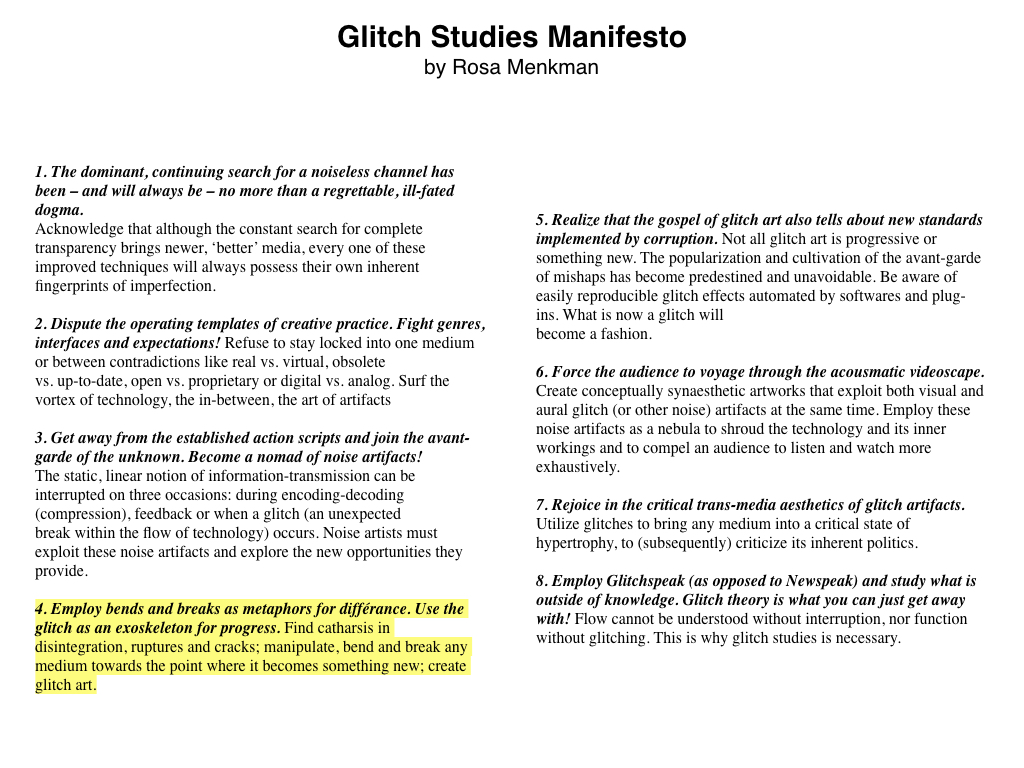 Glitch Studies Manifesto
by Rosa Menkman
1. The dominant, continuing search for a noiseless channel has
been – and will always be – no more than a regrettable, ill-fated
dogma.
Acknowledge that although the constant search for complete
transparency brings newer, ‘better’ media, every one of these
improved techniques will always possess their own inherent
fingerprints of imperfection.
2. Dispute the operating templates of creative practice. Fight genres,
interfaces and expectations! Refuse to stay locked into one medium
or between contradictions like real vs. virtual, obsolete
vs. up-to-date, open vs. proprietary or digital vs. analog. Surf the
vortex of technology, the in-between, the art of artifacts
3. Get away from the established action scripts and join the avant-
garde of the unknown. Become a nomad of noise artifacts!
The static, linear notion of information-transmission can be
interrupted on three occasions: during encoding-decoding
(compression), feedback or when a glitch (an unexpected
break within the flow of technology) occurs. Noise artists must
exploit these noise artifacts and explore the new opportunities they
provide.
4. Employ bends and breaks as metaphors for différance. Use the
glitch as an exoskeleton for progress. Find catharsis in
disintegration, ruptures and cracks; manipulate, bend and break any
medium towards the point where it becomes something new; create
glitch art.
5. Realize that the gospel of glitch art also tells about new standards
implemented by corruption. Not all glitch art is progressive or
something new. The popularization and cultivation of the avant-garde
of mishaps has become predestined and unavoidable. Be aware of
easily reproducible glitch effects automated by softwares and plug-
ins. What is now a glitch will
become a fashion.
6. Force the audience to voyage through the acousmatic videoscape.
Create conceptually synaesthetic artworks that exploit both visual and
aural glitch (or other noise) artifacts at the same time. Employ these
noise artifacts as a nebula to shroud the technology and its inner
workings and to compel an audience to listen and watch more
exhaustively.
7. Rejoice in the critical trans-media aesthetics of glitch artifacts.
Utilize glitches to bring any medium into a critical state of
hypertrophy, to (subsequently) criticize its inherent politics.
8. Employ Glitchspeak (as opposed to Newspeak) and study what is
outside of knowledge. Glitch theory is what you can just get away
with! Flow cannot be understood without interruption, nor function
without glitching. This is why glitch studies is necessary.